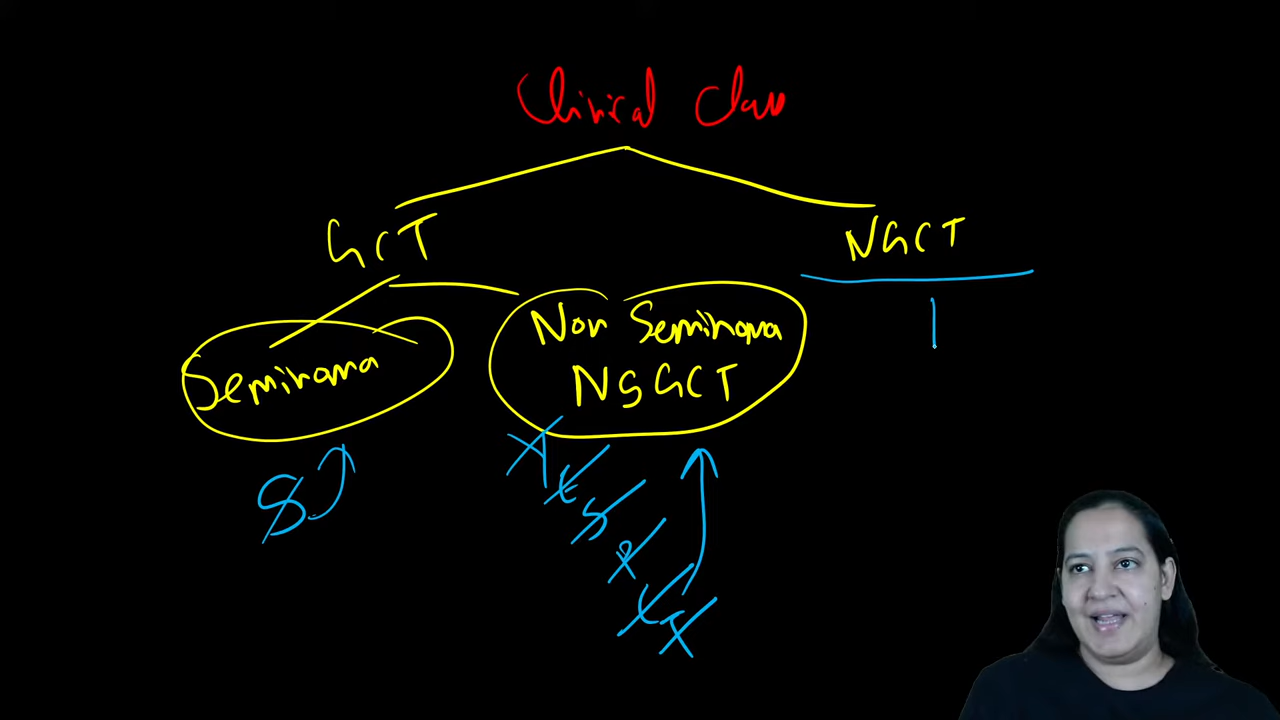 Clinical Class
GCT NGCT
Seminoma
Non Seminoma
NSGCT
S